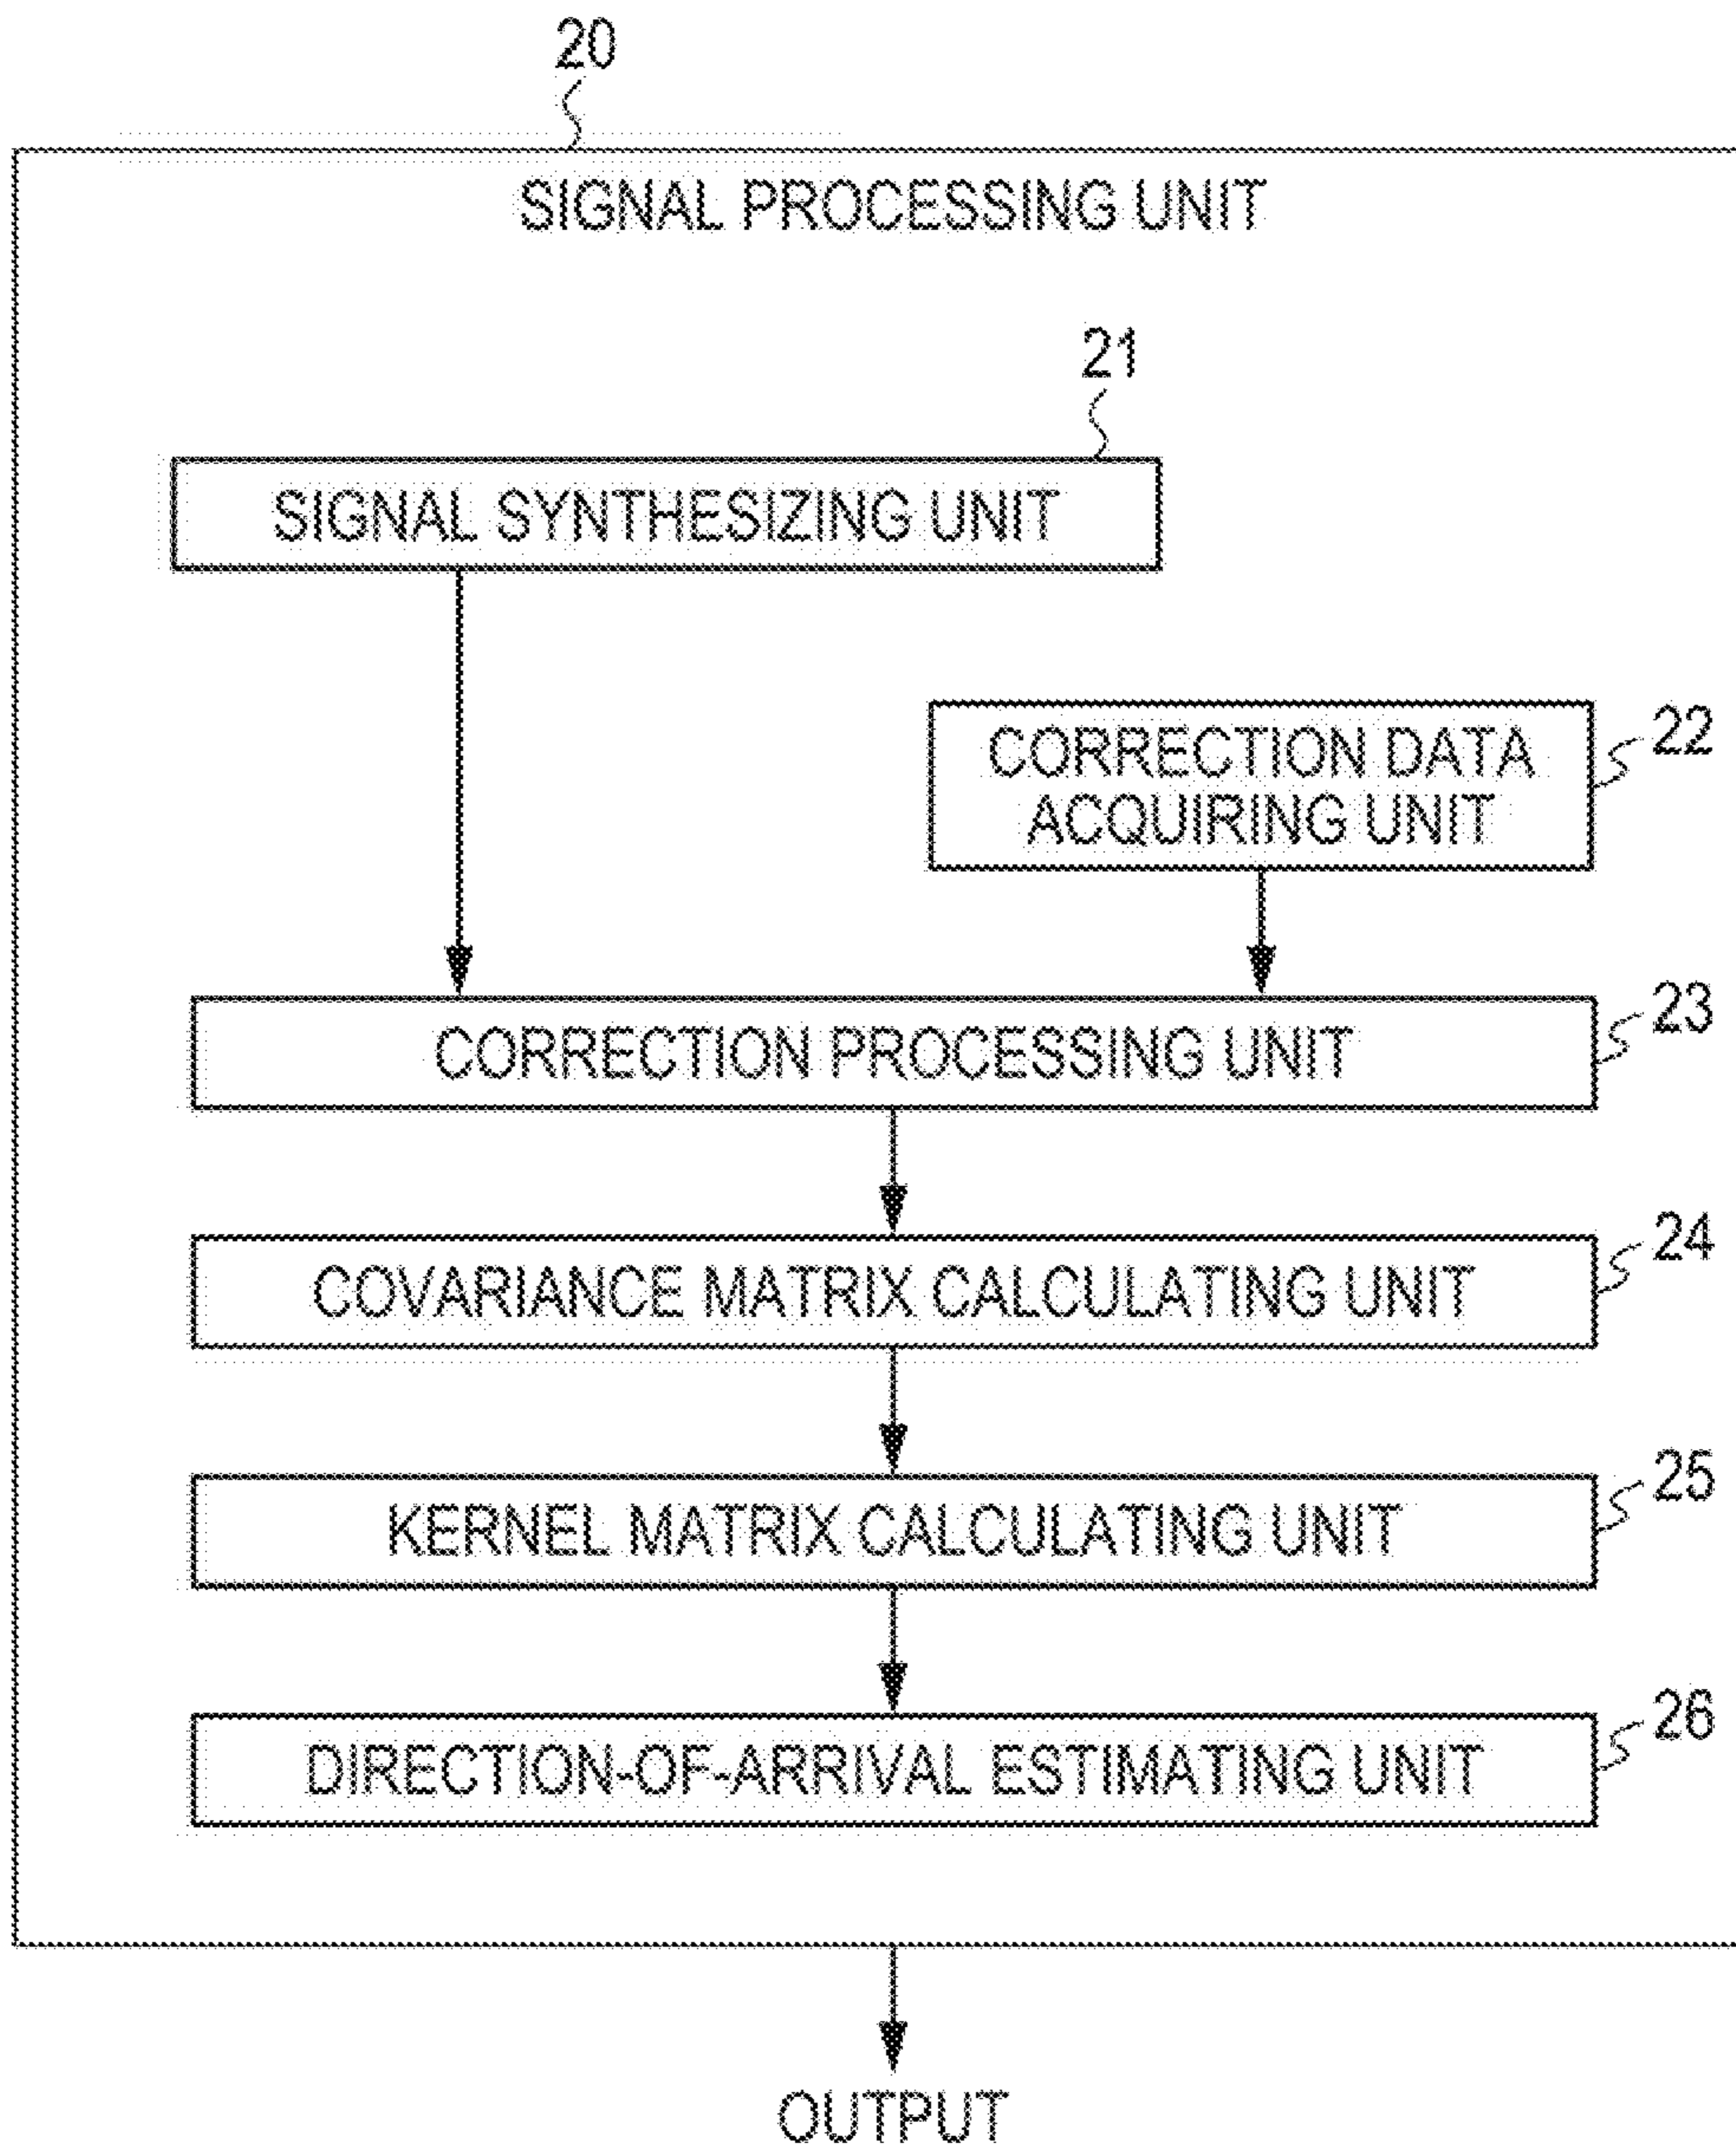 20
SIGNAL PROCESSING UNIT
21
SIGNAL SYNTHESIZING UNIT
CORRECTION DATA
ACQUIRING UNIT
22
CORRECTION PROCESSING UNIT
23
COVARIANCE MATRIX CALCULATING UNIT
24
KERNEL MATRIX CALCULATING UNIT
25
DIRECTION-OF-ARRIVAL ESTIMATING UNIT
26
OUTPUT